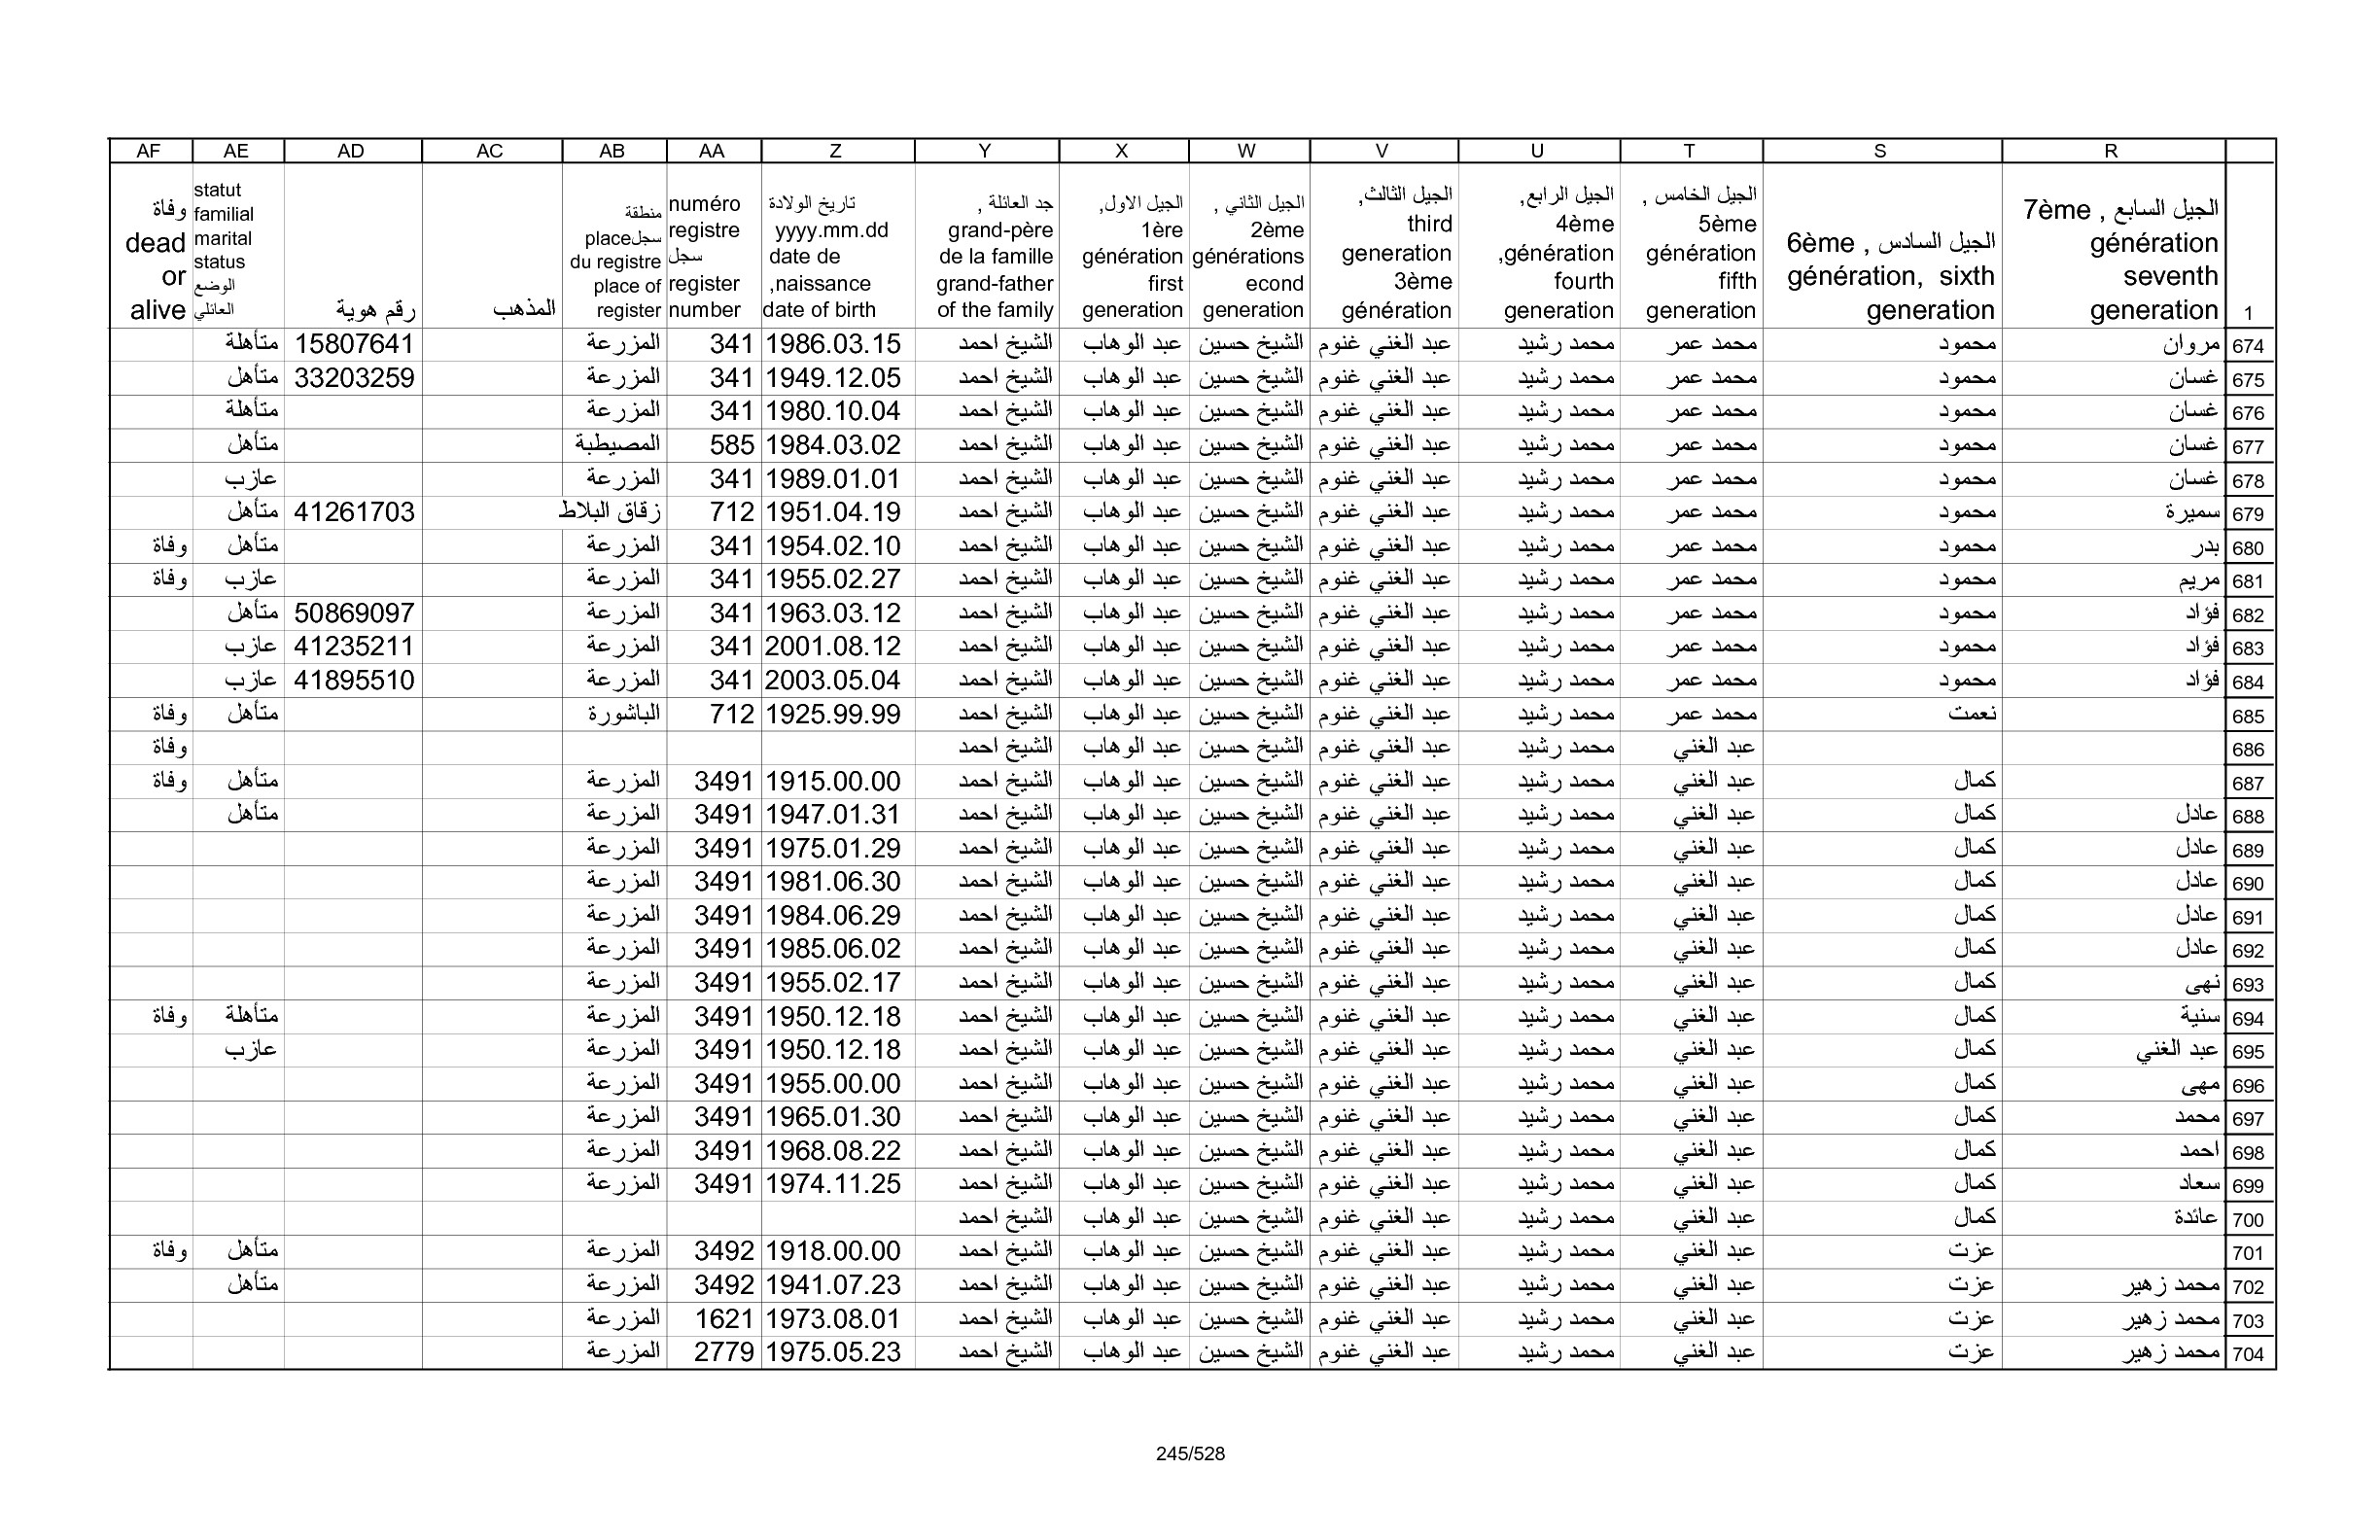 R S T U V W X Y Z AA AB AC AD AE AF
1
الجيل السابع , 7ème
génération
seventh
generation
الجيل السادس , 6ème
génération, sixth
generation
الجيل الخامس ,
5ème
génération
fifth
generation
الجيل الرابع,
4ème
génération,
fourth
generation
الجيل الثالث,
third
generation
3ème
génération
الجيل الثاني ,
2ème
générations
econd
generation
الجيل الاول,
1ère
génération
first
generation
جد العائلة ,
grand-père
de la famille
grand-father
of the family
تاريخ الولادة
yyyy.mm.dd
date de
naissance,
date of birth
numéro
registre
سجل
register
number
منطقة
سجل place
du registre
place of
register
المذهب
رقم هوية
statut
familial
marital
status
الوضع
العائلي
وفاة
dead
or
alive
674 مروان محمود محمد عمر محمد رشيد عبد الغني غنوم الشيخ حسين عبد الوهاب الشيخ احمد 1986.03.15 341 المزرعة 15807641 متأهلة
675 غسان محمود محمد عمر محمد رشيد عبد الغني غنوم الشيخ حسين عبد الوهاب الشيخ احمد 1949.12.05 341 المزرعة 33203259 متأهل
676 غسان محمود محمد عمر محمد رشيد عبد الغني غنوم الشيخ حسين عبد الوهاب الشيخ احمد 1980.10.04 341 المزرعة متأهلة
677 غسان محمود محمد عمر محمد رشيد عبد الغني غنوم الشيخ حسين عبد الوهاب الشيخ احمد 1984.03.02 585 المصيطبة متأهل
678 غسان محمود محمد عمر محمد رشيد عبد الغني غنوم الشيخ حسين عبد الوهاب الشيخ احمد 1989.01.01 341 المزرعة عازب
679 سميرة محمود محمد عمر محمد رشيد عبد الغني غنوم الشيخ حسين عبد الوهاب الشيخ احمد 1951.04.19 712 زقاق البلاط 41261703 متأهل
680 بدر محمود محمد عمر محمد رشيد عبد الغني غنوم الشيخ حسين عبد الوهاب الشيخ احمد 1954.02.10 341 المزرعة متأهل وفاة
681 مريم محمود محمد عمر محمد رشيد عبد الغني غنوم الشيخ حسين عبد الوهاب الشيخ احمد 1955.02.27 341 المزرعة عازب وفاة
682 فؤاد محمود محمد عمر محمد رشيد عبد الغني غنوم الشيخ حسين عبد الوهاب الشيخ احمد 1963.03.12 341 المزرعة 50869097 متأهل
683 فؤاد محمود محمد عمر محمد رشيد عبد الغني غنوم الشيخ حسين عبد الوهاب الشيخ احمد 2001.08.12 341 المزرعة 41235211 عازب
684 فؤاد محمود محمد عمر محمد رشيد عبد الغني غنوم الشيخ حسين عبد الوهاب الشيخ احمد 2003.05.04 341 المزرعة 41895510 عازب
685 نعمت محمد عمر محمد رشيد عبد الغني غنوم الشيخ حسين عبد الوهاب الشيخ احمد 1925.99.99 712 الباشورة متأهل وفاة
686 عبد الغني محمد رشيد عبد الغني غنوم الشيخ حسين عبد الوهاب الشيخ احمد وفاة
687 كمال عبد الغني محمد رشيد عبد الغني غنوم الشيخ حسين عبد الوهاب الشيخ احمد 1915.00.00 3491 المزرعة متأهل وفاة
688 عادل كمال عبد الغني محمد رشيد عبد الغني غنوم الشيخ حسين عبد الوهاب الشيخ احمد 1947.01.31 3491 المزرعة متأهل
689 عادل كمال عبد الغني محمد رشيد عبد الغني غنوم الشيخ حسين عبد الوهاب الشيخ احمد 1975.01.29 3491 المزرعة
690 عادل كمال عبد الغني محمد رشيد عبد الغني غنوم الشيخ حسين عبد الوهاب الشيخ احمد 1981.06.30 3491 المزرعة
691 عادل كمال عبد الغني محمد رشيد عبد الغني غنوم الشيخ حسين عبد الوهاب الشيخ احمد 1984.06.29 3491 المزرعة
692 عادل كمال عبد الغني محمد رشيد عبد الغني غنوم الشيخ حسين عبد الوهاب الشيخ احمد 1985.06.02 3491 المزرعة
693 نهى كمال عبد الغني محمد رشيد عبد الغني غنوم الشيخ حسين عبد الوهاب الشيخ احمد 1955.02.17 3491 المزرعة
694 سنية كمال عبد الغني محمد رشيد عبد الغني غنوم الشيخ حسين عبد الوهاب الشيخ احمد 1950.12.18 3491 المزرعة متأهلة وفاة
695 عبد الغني كمال عبد الغني محمد رشيد عبد الغني غنوم الشيخ حسين عبد الوهاب الشيخ احمد 1950.12.18 3491 المزرعة عازب
696 مهى كمال عبد الغني محمد رشيد عبد الغني غنوم الشيخ حسين عبد الوهاب الشيخ احمد 1955.00.00 3491 المزرعة
697 محمد كمال عبد الغني محمد رشيد عبد الغني غنوم الشيخ حسين عبد الوهاب الشيخ احمد 1965.01.30 3491 المزرعة
698 احمد كمال عبد الغني محمد رشيد عبد الغني غنوم الشيخ حسين عبد الوهاب الشيخ احمد 1968.08.22 3491 المزرعة
699 سعاد كمال عبد الغني محمد رشيد عبد الغني غنوم الشيخ حسين عبد الوهاب الشيخ احمد 1974.11.25 3491 المزرعة
700 عائدة كمال عبد الغني محمد رشيد عبد الغني غنوم الشيخ حسين عبد الوهاب الشيخ احمد
701 عزت عبد الغني محمد رشيد عبد الغني غنوم الشيخ حسين عبد الوهاب الشيخ احمد 1918.00.00 3492 المزرعة متأهل وفاة
702 محمد زهير عزت عبد الغني محمد رشيد عبد الغني غنوم الشيخ حسين عبد الوهاب الشيخ احمد 1941.07.23 3492 المزرعة متأهل
703 محمد زهير عزت عبد الغني محمد رشيد عبد الغني غنوم الشيخ حسين عبد الوهاب الشيخ احمد 1973.08.01 1621 المزرعة
704 محمد زهير عزت عبد الغني محمد رشيد عبد الغني غنوم الشيخ حسين عبد الوهاب الشيخ احمد 1975.05.23 2779 المزرعة
245/528